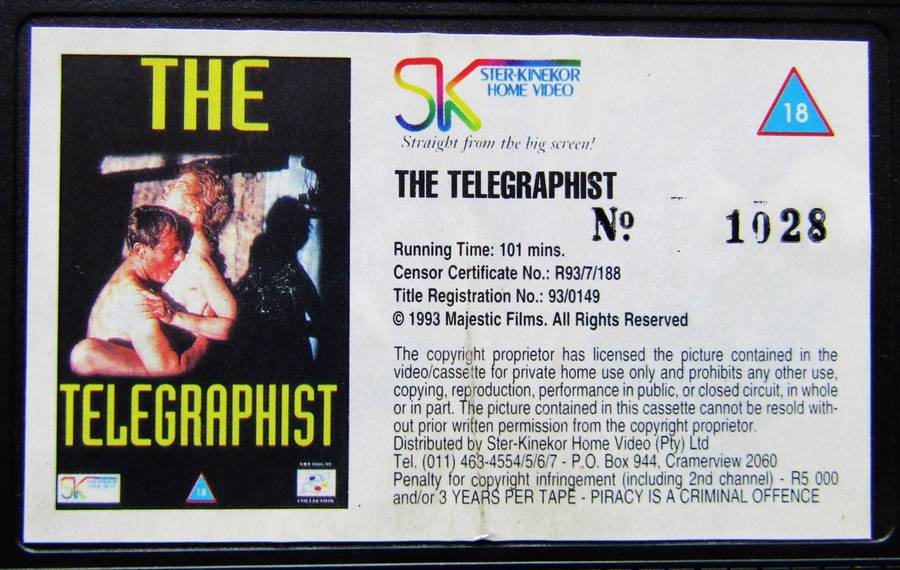 THE
TELEGRAPHIST
SK
18
SK STER-KINEKOR
HOME VIDEO
Straight from the big screen!
18
THE TELEGRAPHIST
Nº 1028
Running Time: 101 mins.
Censor Certificate No.: R93/7/188
Title Registration No.: 93/0149
© 1993 Majestic Films. All Rights Reserved
The copyright proprietor has licensed the picture contained in the
video/cassette for private home use only and prohibits any other use,
copying, reproduction, performance in public, or closed circuit, in whole
or in part. The picture contained in this cassette cannot be resold with-
out prior written permission from the copyright proprietor.
Distributed by Ster-Kinekor Home Video (Pty) Ltd
Tel. (011) 463-4554/5/6/7 - P.O. Box 944, Cramerview 2060
Penalty for copyright infringement (including 2nd channel) - R5 000
and/or 3 YEARS PER TAPE - PIRACY IS A CRIMINAL OFFENCE